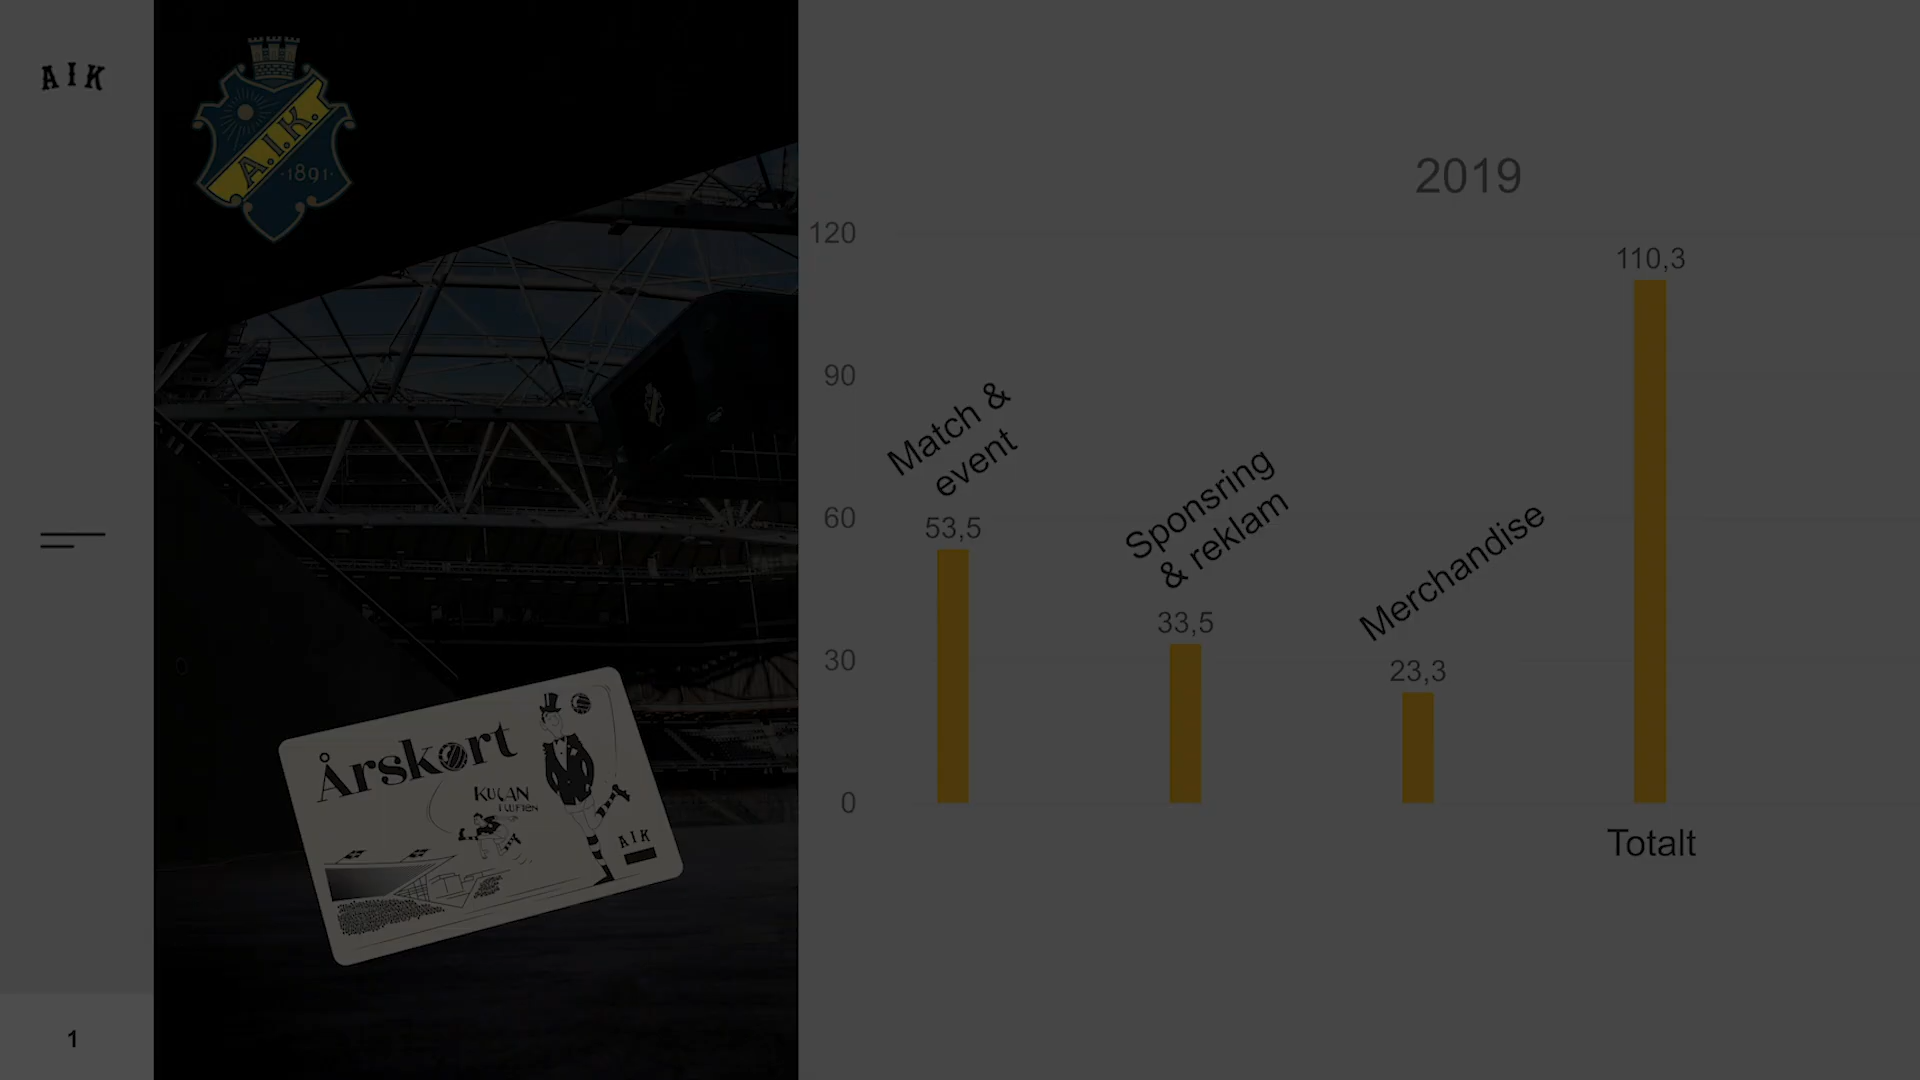 AIK
A.I.K.
1891
Årskort
KUCAN
I LUFTEN
AIK
1
2019
120
90
60
30
0
Match &
event
53,5
Sponsring
& reklam
33,5
Merchandise
23,3
110,3
Totalt